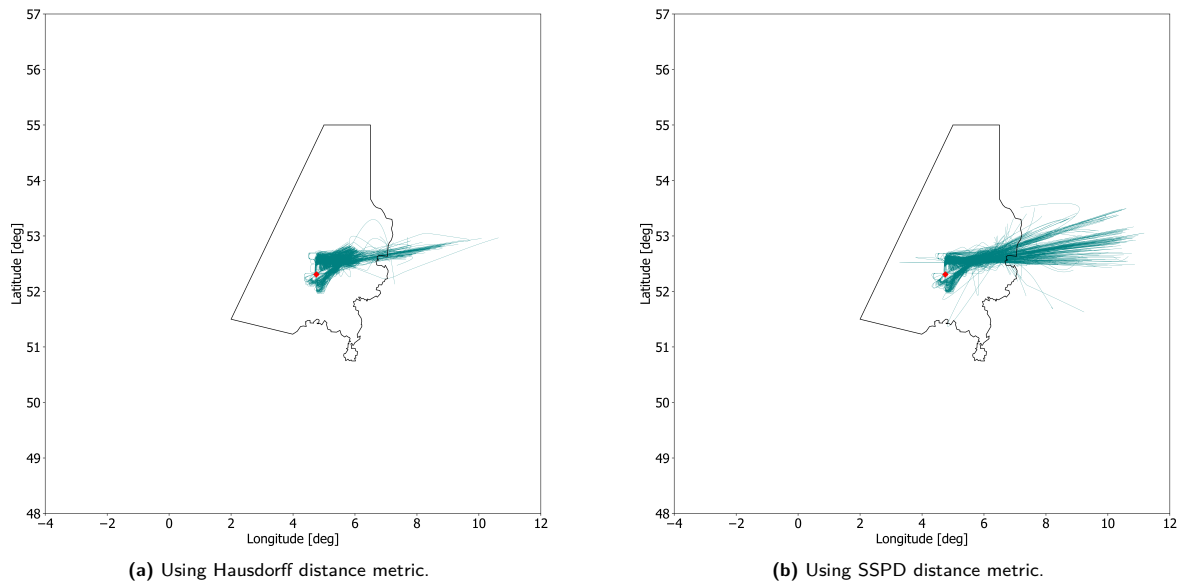 57
56
55
54
53
52
51
50
49
48
Latitude [deg]
−4 −2 0 2 4 6 8 10 12
Longitude [deg]
(a) Using Hausdorff distance metric.
57
56
55
54
53
52
51
50
49
48
Latitude [deg]
−4 −2 0 2 4 6 8 10 12
Longitude [deg]
(b) Using SSPD distance metric.